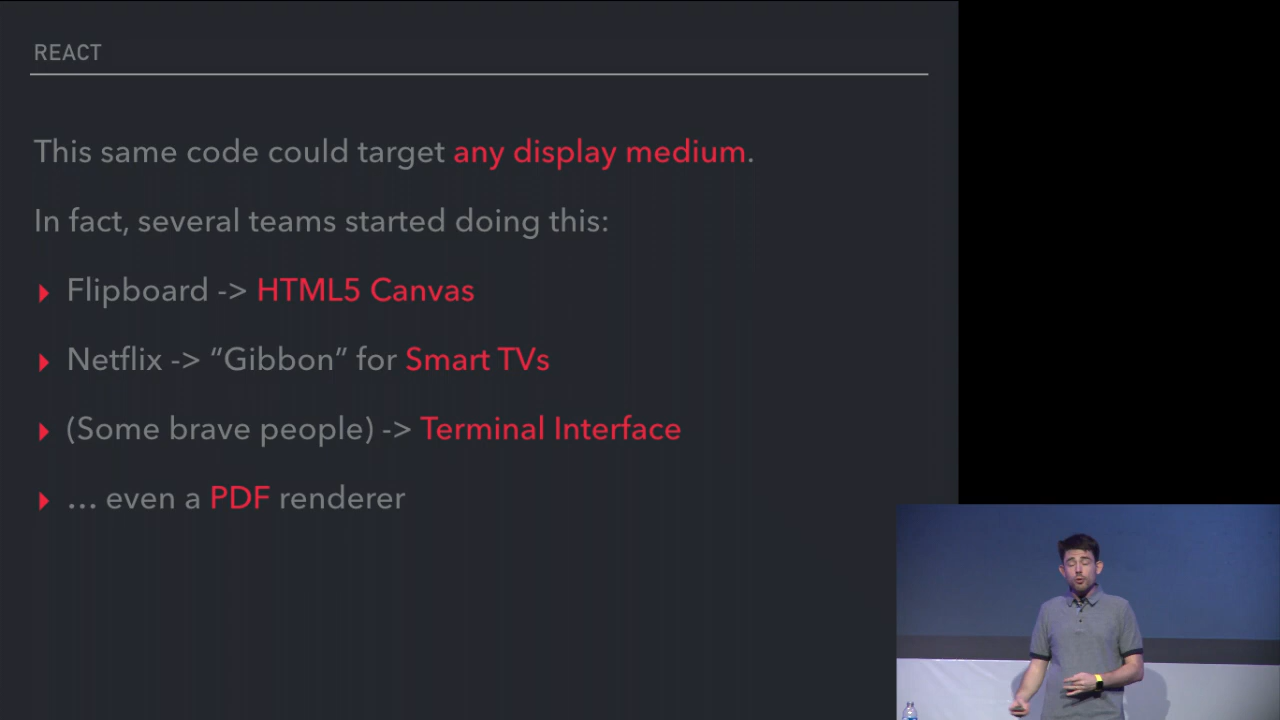 REACT
This same code could target any display medium.
In fact, several teams started doing this:
Flipboard -> HTML5 Canvas
Netflix -> “Gibbon” for Smart TVs
(Some brave people) -> Terminal Interface
… even a PDF renderer